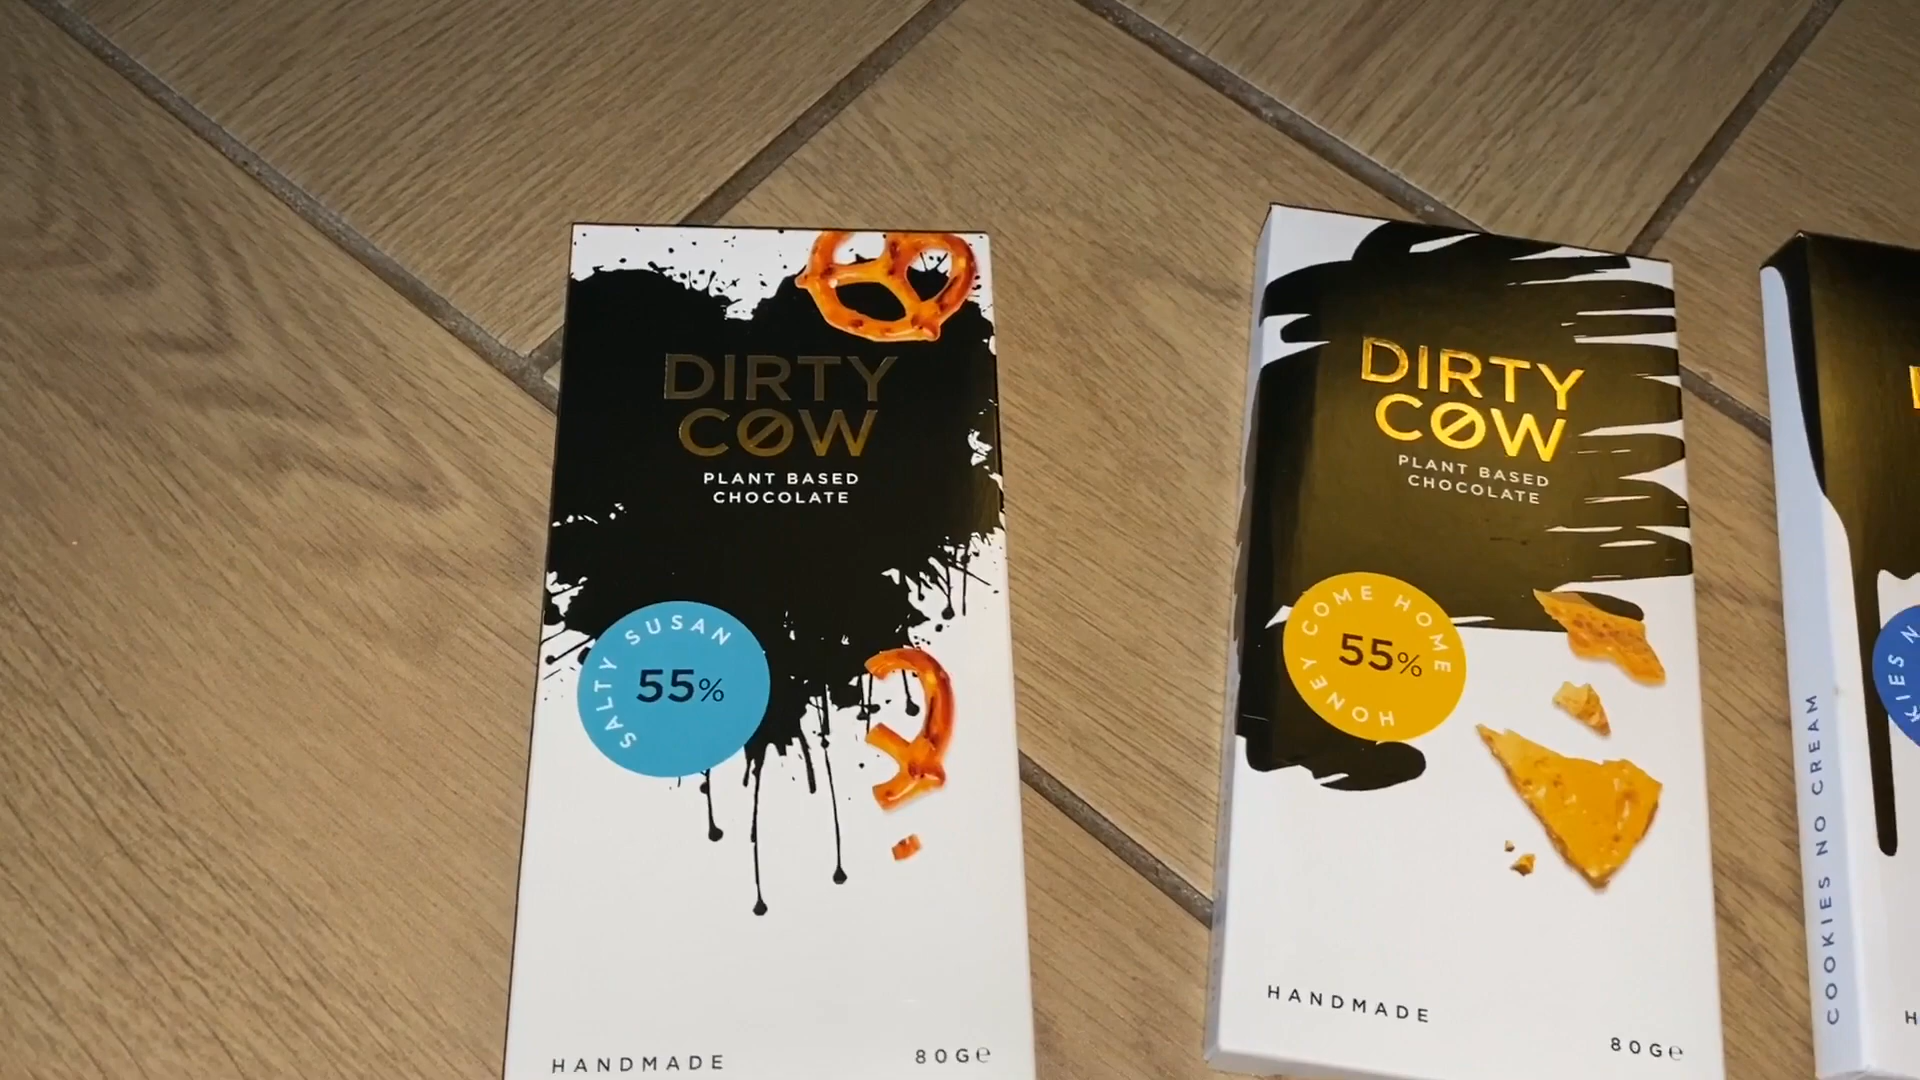 DIRTY
CØW
PLANT BASED
CHOCOLATE
SALTY SUSAN
55%
HANDMADE
80G℮
DIRTY
CØW
PLANT BASED
CHOCOLATE
HONEY COME HOME
55%
HANDMADE
80G℮
COOKIES NO CREAM